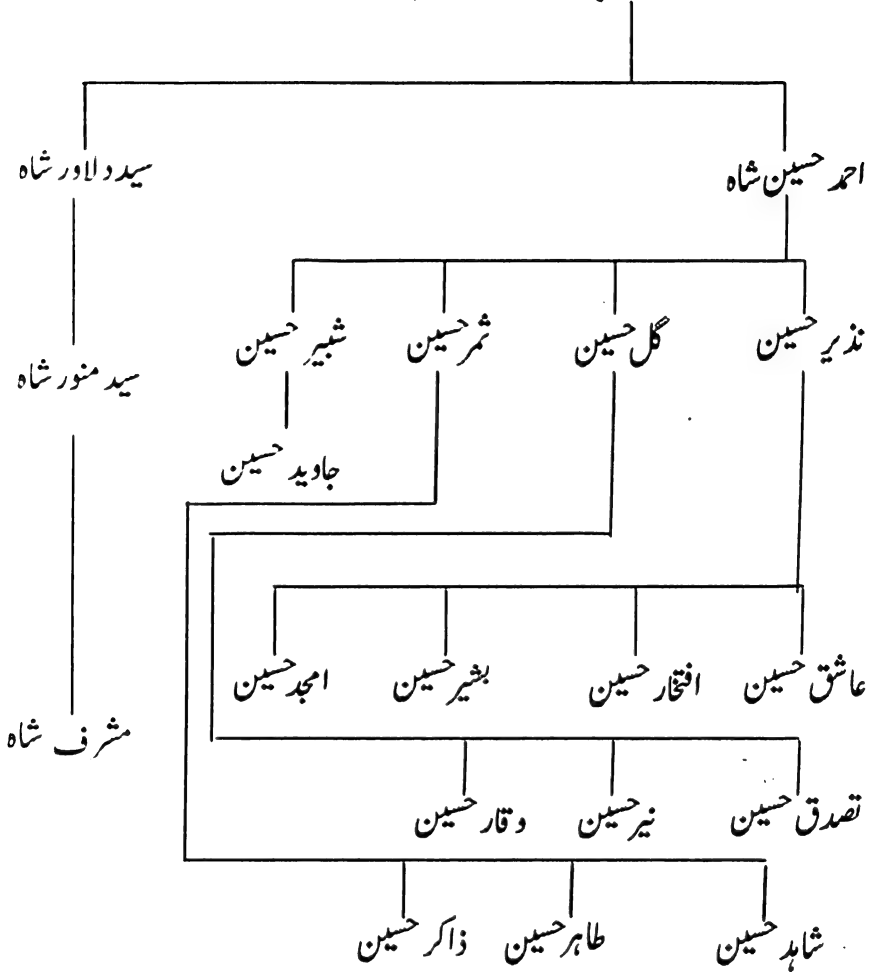 احمد حسین شاہ
سید دلاور شاہ
نذیر حسین
گل حسین
ثمر حسین
شبیر حسین
سید منور شاہ
جاوید حسین
عاشق حسین
افتخار حسین
بشیر حسین
امجد حسین
مشرف شاہ
تصدق حسین
نیر حسین
وقار حسین
شاہد حسین
طاہر حسین
ذاکر حسین